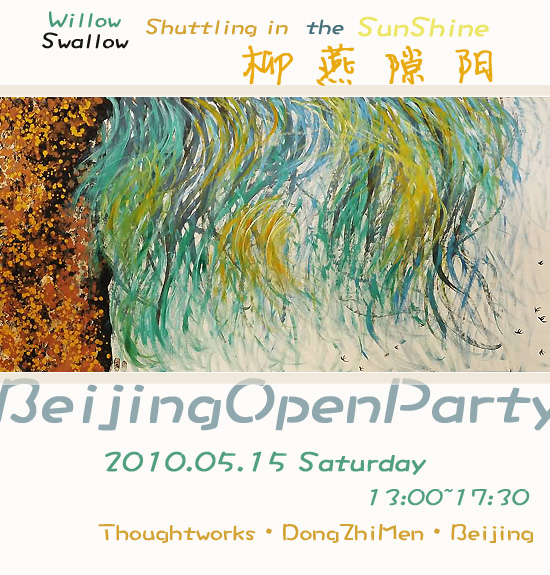 Willow Shuttling in the SunShine
Swallow
柳燕隙阳
BeijingOpenParty
2010.05.15 Saturday
13:00~17:30
Thoughtworks • DongZhiMen • Beijing